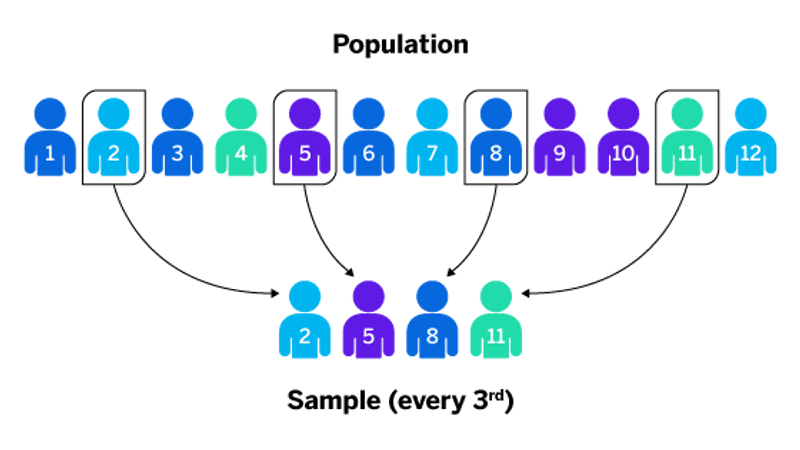 Population
1 2 3 4 5 6 7 8 9 10 11 12
2 5 8 11
Sample (every 3rd)